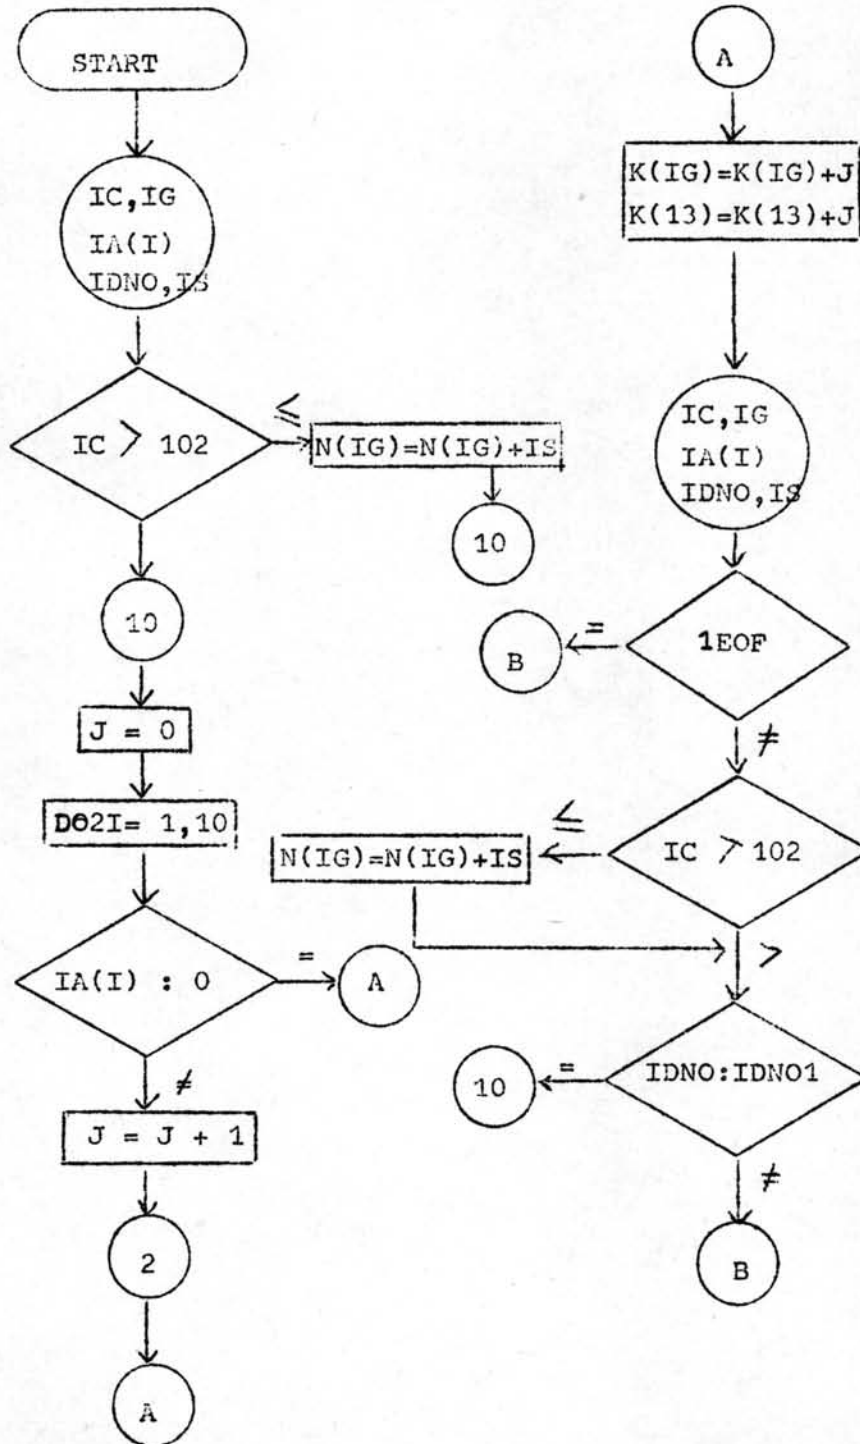 START
IC,IG
IA(I)
IDNO,IS
IC > 102
≤
N(IG)=N(IG)+IS
10
10
J = 0
DO2I= 1,10
IA(I) : 0
=
A
≠
J = J + 1
2
A
A
K(IG)=K(IG)+J
K(13)=K(13)+J
IC,IG
IA(I)
IDNO,IS
1EOF
=
B
≠
IC > 102
≤
N(IG)=N(IG)+IS
>
IDNO:IDNO1
=
10
≠
B